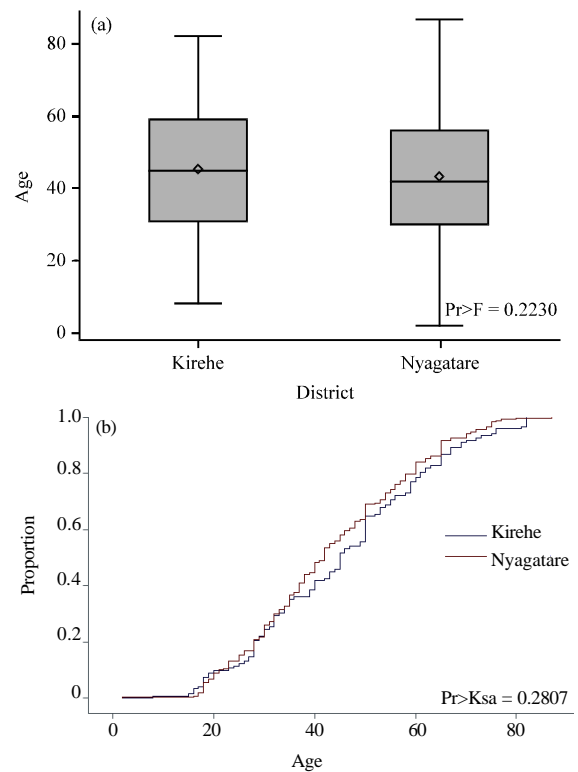 (a)
80
60
40
20
0
Age
Pr>F = 0.2230
Kirehe Nyagatare
District
(b)
1.0
0.8
0.6
0.4
0.2
0
Proportion
Kirehe
Nyagatare
Pr>Ksa = 0.2807
0 20 40 60 80
Age